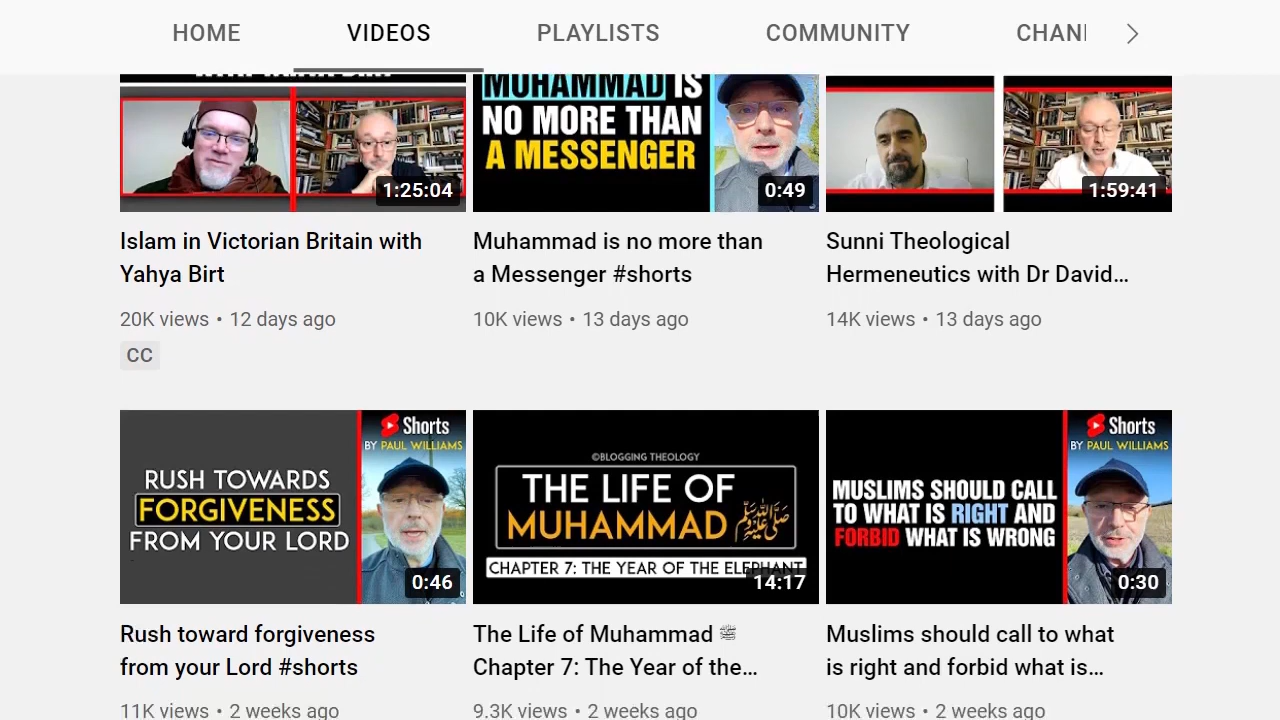 HOME
VIDEOS
PLAYLISTS
COMMUNITY
1:25:04
MUHAMMAD IS
NO MORE THAN
A MESSENGER
0:49
1:59:41
Islam in Victorian Britain with
Yahya Birt
20K views • 12 days ago
CC
Muhammad is no more than
a Messenger #shorts
10K views • 13 days ago
Sunni Theological
Hermeneutics with Dr David...
14K views • 13 days ago
RUSH TOWARDS
FORGIVENESS
FROM YOUR LORD
Shorts
BY PAUL WILLIAMS
0:46
©BLOGGING THEOLOGY
THE LIFE OF
MUHAMMAD ﷺ
CHAPTER 7: THE YEAR OF THE ELEPHANT
14:17
MUSLIMS SHOULD CALL
TO WHAT IS RIGHT AND
FORBID WHAT IS WRONG
Shorts
BY PAUL WILLIAMS
0:30
Rush toward forgiveness
from your Lord #shorts
11K views • 2 weeks ago
The Life of Muhammad ﷺ
Chapter 7: The Year of the...
9.3K views • 2 weeks ago
Muslims should call to what
is right and forbid what is...
10K views • 2 weeks ago